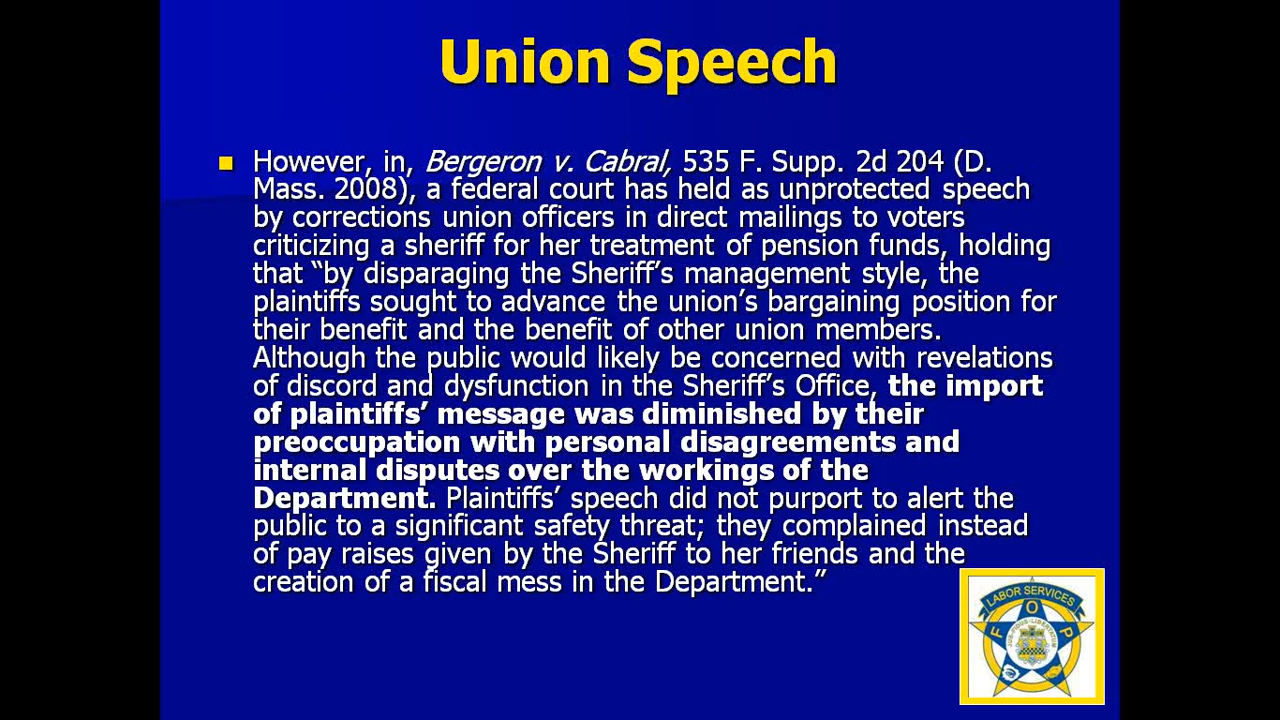 Union Speech
However, in, Bergeron v. Cabral, 535 F. Supp. 2d 204 (D.
Mass. 2008), a federal court has held as unprotected speech
by corrections union officers in direct mailings to voters
criticizing a sheriff for her treatment of pension funds, holding
that “by disparaging the Sheriff’s management style, the
plaintiffs sought to advance the union’s bargaining position for
their benefit and the benefit of other union members.
Although the public would likely be concerned with revelations
of discord and dysfunction in the Sheriff’s Office, the import
of plaintiffs’ message was diminished by their
preoccupation with personal disagreements and
internal disputes over the workings of the
Department. Plaintiffs’ speech did not purport to alert the
public to a significant safety threat; they complained instead
of pay raises given by the Sheriff to her friends and the
creation of a fiscal mess in the Department.”
LABOR SERVICES
F O P